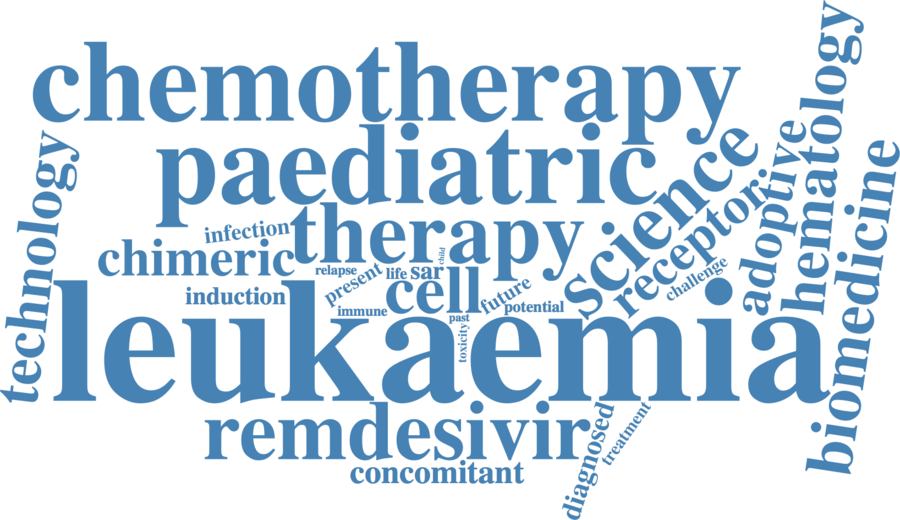 chemotherapy
paediatric
technology
infection
therapy
science
adoptive
hematology
biomedicine
chimeric
relapse
present
life
sar
child
cell
receptor
challenge
induction
immune
past
toxicity
future
potential
leukaemia
remdesivir
concomitant
diagnosed
treatment